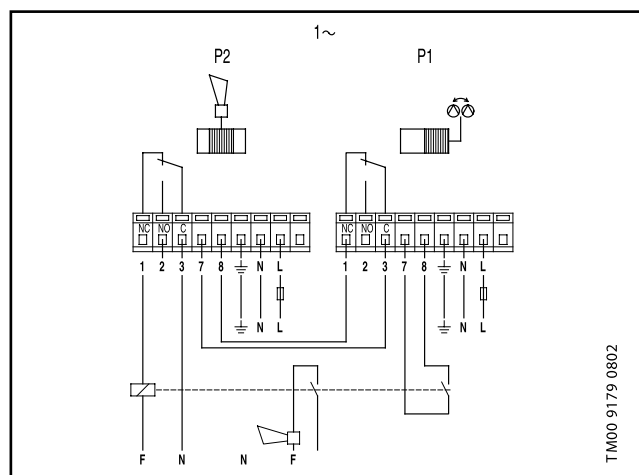 1~
P2 P1
NC NO C NC NO C
1 2 3 7 8 N L 1 2 3 7 8 N L
N L N L
F N N F
TM00 9179 0802